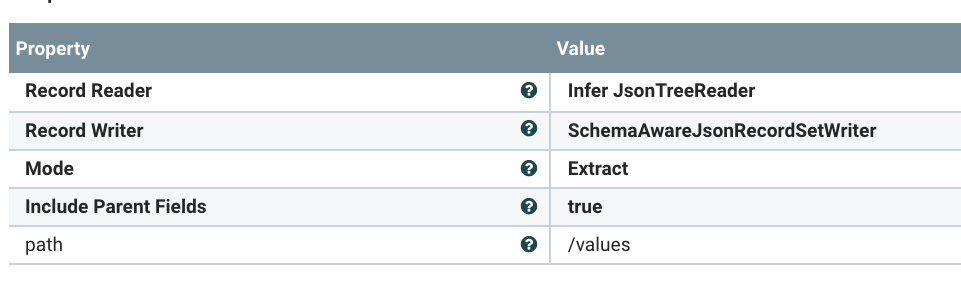 Property Value
Record Reader Infer JsonTreeReader
Record Writer SchemaAwareJsonRecordSetWriter
Mode Extract
Include Parent Fields true
path /values